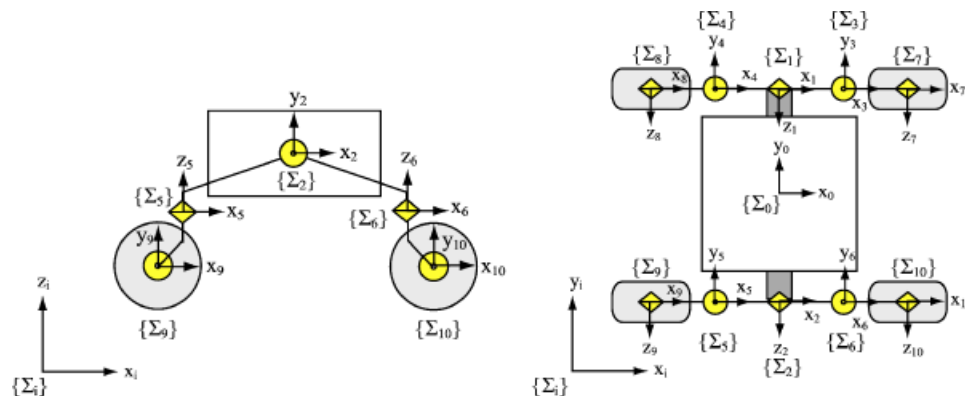 y₂
x₂
{Σ₂}
z₅
{Σ₅}
x₅
z₆
{Σ₆}
x₆
y₉
x₉
{Σ₉}
y₁₀
x₁₀
{Σ₁₀}
zᵢ
xᵢ
{Σᵢ}
{Σ₄}
y₄
{Σ₃}
y₃
{Σ₈}
x₈
z₈
x₄
{Σ₁}
x₁
z₁
x₃
{Σ₇}
x₇
z₇
y₀
x₀
{Σ₀}
{Σ₉}
x₉
z₉
y₅
x₅
{Σ₅}
x₂
z₂
{Σ₂}
y₆
x₆
{Σ₆}
{Σ₁₀}
x₁
z₁₀
yᵢ
xᵢ
{Σᵢ}